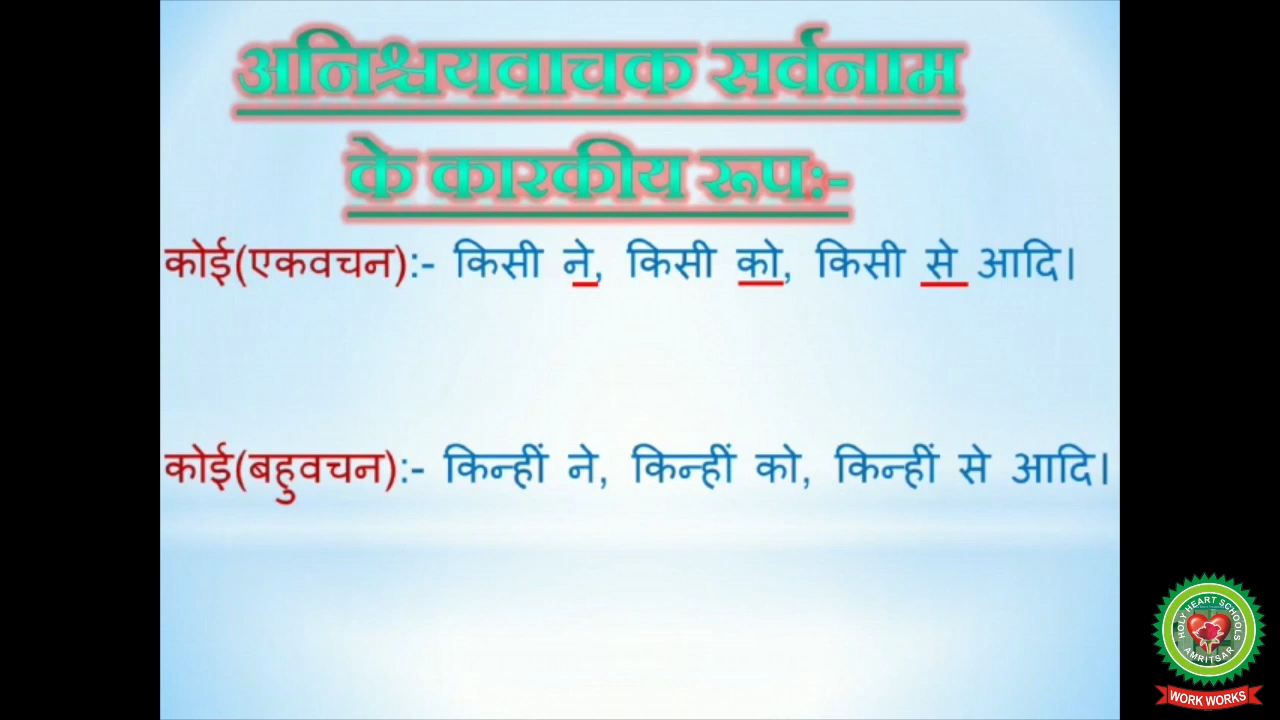 अनिश्चयवाचक सर्वनाम
के कारकीय रूप:-
कोई(एकवचन):- किसी ने, किसी को, किसी से आदि।
कोई(बहुवचन):- किन्हीं ने, किन्हीं को, किन्हीं से आदि।
HOLY HEART SCHOOLS
AMRITSAR
WORK WORKS